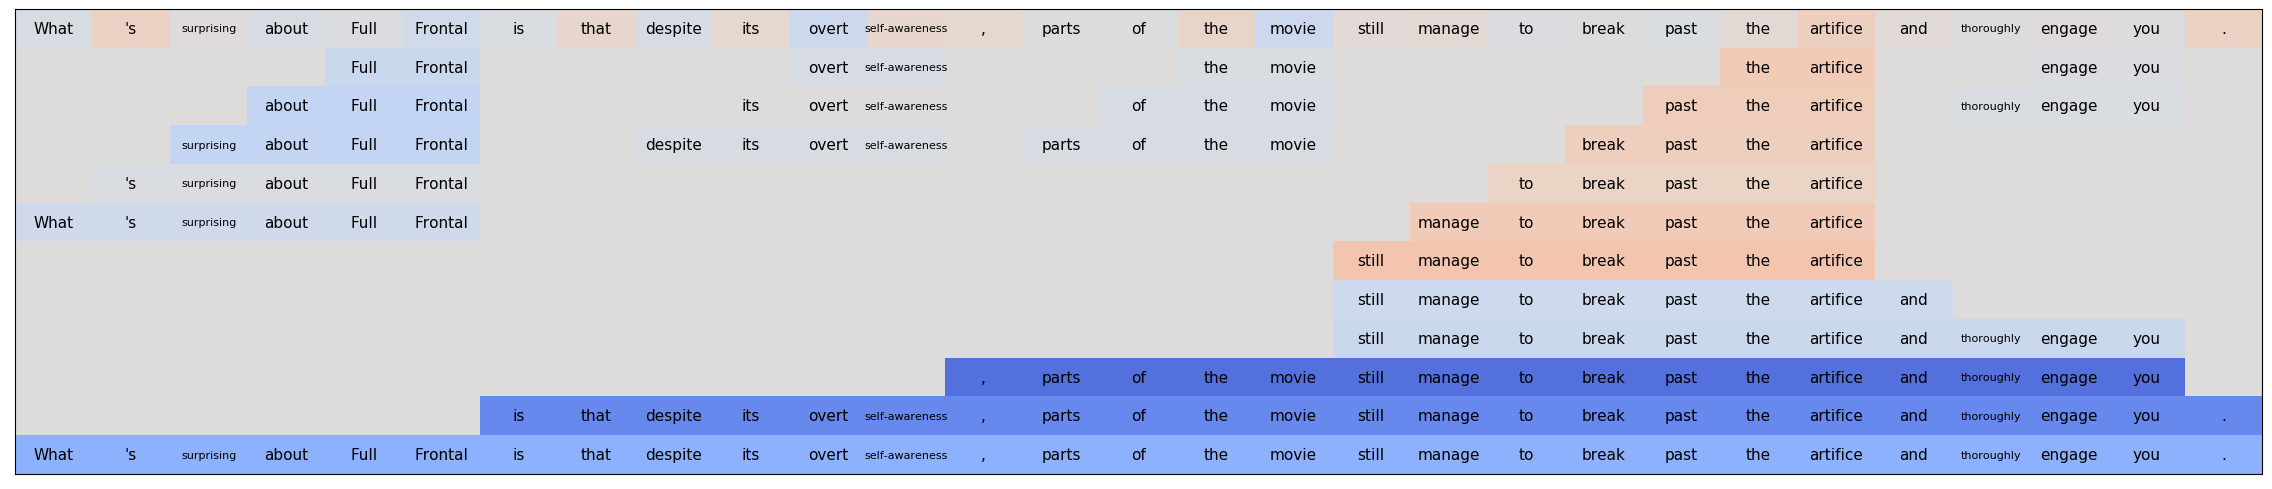 What 's surprising about Full Frontal is that despite its overt self-awareness , parts of the movie still manage to break past the artifice and thoroughly engage you .
Full Frontal overt self-awareness the movie the artifice engage you
about Full Frontal its overt self-awareness of the movie past the artifice thoroughly engage you
surprising about Full Frontal despite its overt self-awareness parts of the movie break past the artifice
's surprising about Full Frontal to break past the artifice
What 's surprising about Full Frontal manage to break past the artifice
still manage to break past the artifice
still manage to break past the artifice and
still manage to break past the artifice and thoroughly engage you
, parts of the movie still manage to break past the artifice and thoroughly engage you
is that despite its overt self-awareness , parts of the movie still manage to break past the artifice and thoroughly engage you .
What 's surprising about Full Frontal is that despite its overt self-awareness , parts of the movie still manage to break past the artifice and thoroughly engage you .